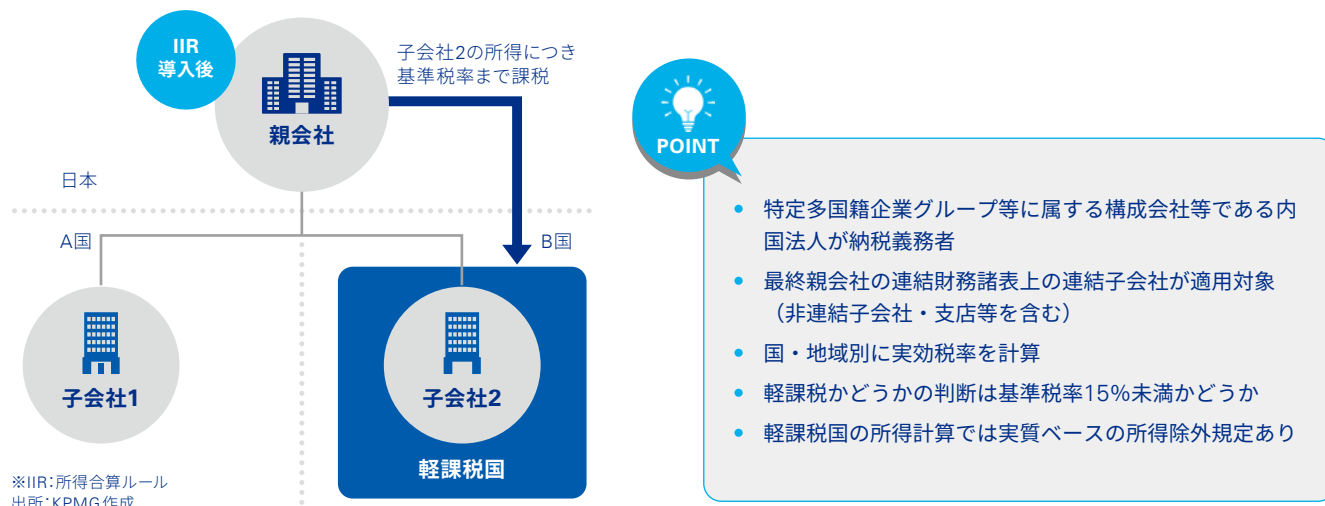 IIR
導入後
親会社
子会社2の所得につき
基準税率まで課税
日本
A国
B国
子会社1
子会社2
軽課税国
※IIR：所得合算ルール
出所：KPMG作成
POINT
• 特定多国籍企業グループ等に属する構成会社等である内
国法人が納税義務者
• 最終親会社の連結財務諸表上の連結子会社が適用対象
（非連結子会社・支店等を含む）
• 国・地域別に実効税率を計算
• 軽課税かどうかの判断は基準税率15%未満かどうか
• 軽課税国の所得計算では実質ベースの所得除外規定あり